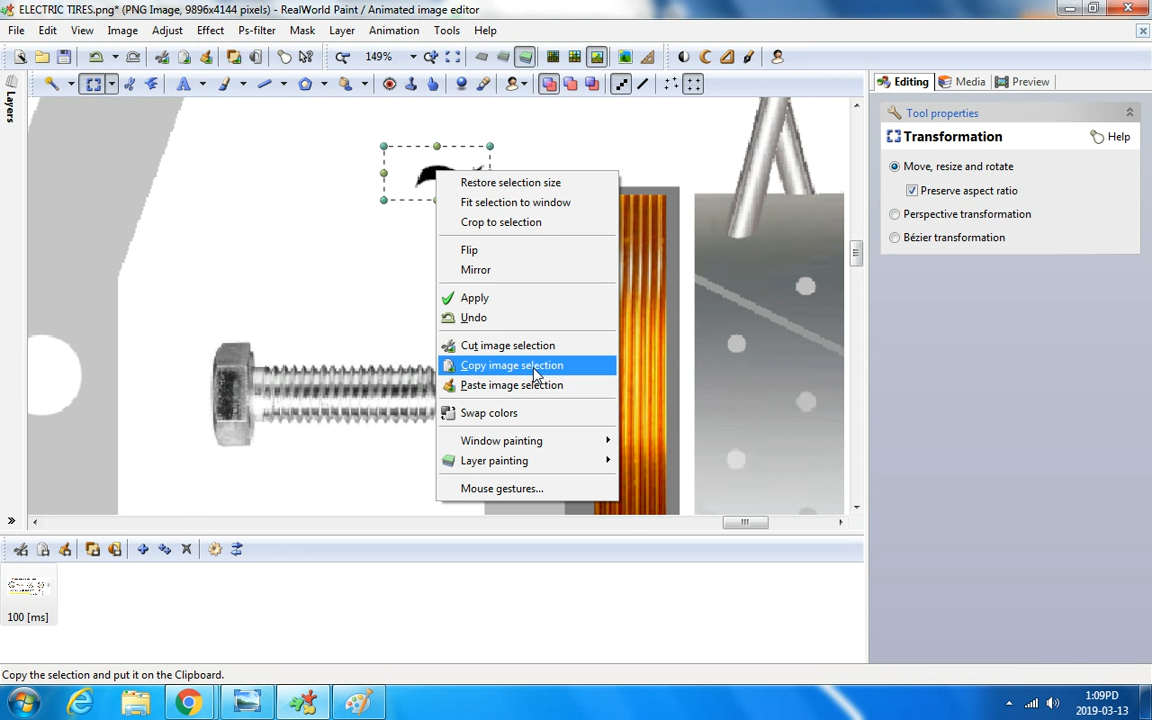 ELECTRIC TIRES.png* (PNG Image, 9896x4144 pixels) - RealWorld Paint / Animated image editor
File Edit View Image Adjust Effect Ps-filter Mask Layer Animation Tools Help
149%
Layers
Editing Media Preview
Tool properties
Transformation Help
Move, resize and rotate
Preserve aspect ratio
Perspective transformation
Bézier transformation
Restore selection size
Fit selection to window
Crop to selection
Flip
Mirror
Apply
Undo
Cut image selection
Copy image selection
Paste image selection
Swap colors
Window painting
Layer painting
Mouse gestures...
100 [ms]
Copy the selection and put it on the Clipboard.
1:09PD
2019-03-13